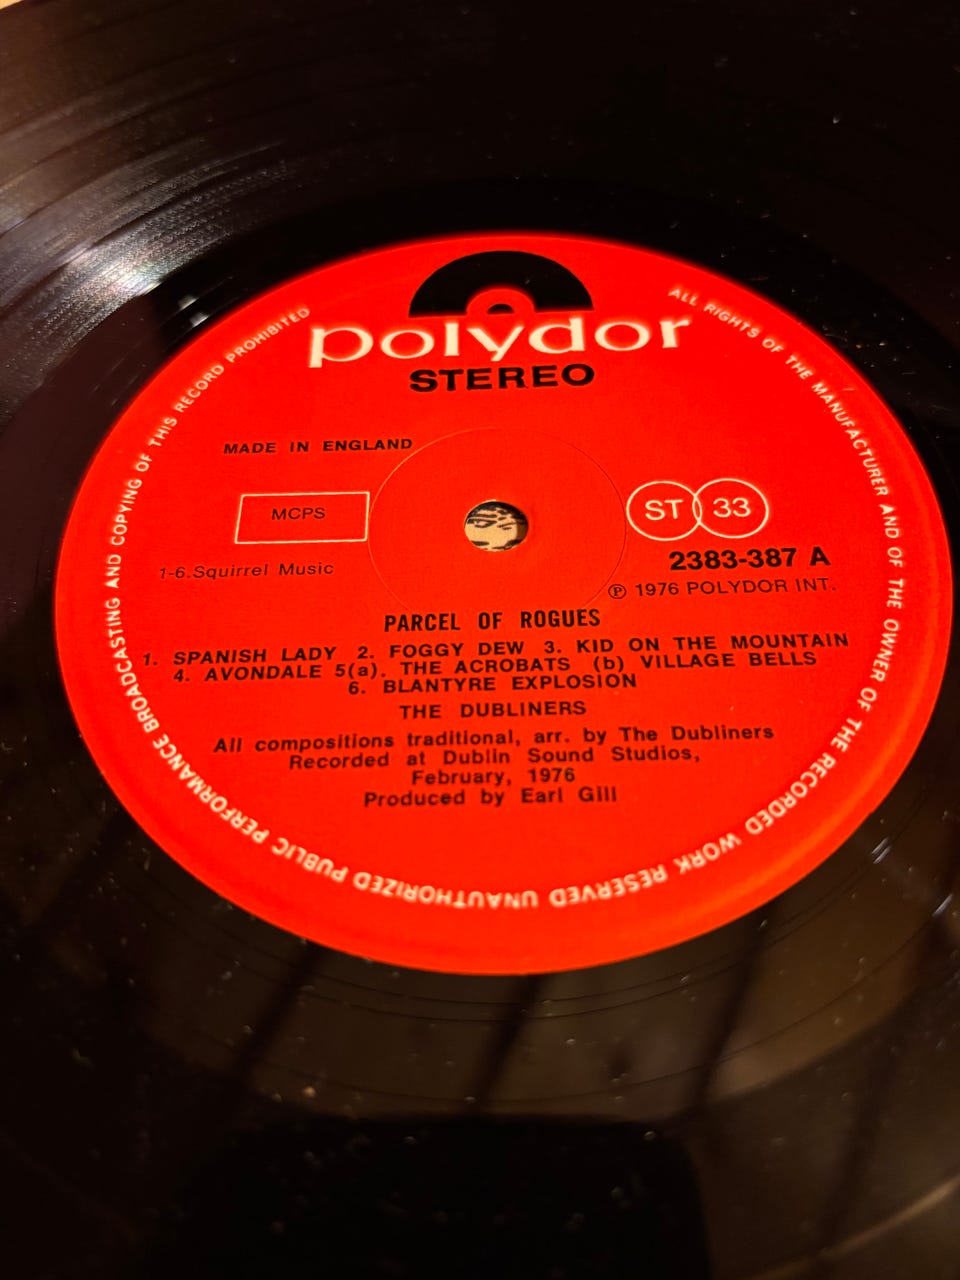 polydor
STEREO
MADE IN ENGLAND
MCPS
ST 33
1-6.Squirrel Music
2383-387 A
℗ 1976 POLYDOR INT.
PARCEL OF ROGUES
1. SPANISH LADY 2. FOGGY DEW 3. KID ON THE MOUNTAIN
4. AVONDALE 5(a). THE ACROBATS (b) VILLAGE BELLS
6. BLANTYRE EXPLOSION
THE DUBLINERS
All compositions traditional, arr. by The Dubliners
Recorded at Dublin Sound Studios,
February, 1976
Produced by Earl Gill
ALL RIGHTS OF THE MANUFACTURER AND OF THE OWNER OF THE RECORDED WORK RESERVED UNAUTHORIZED PUBLIC PERFORMANCE BROADCASTING AND COPYING OF THIS RECORD PROHIBITED